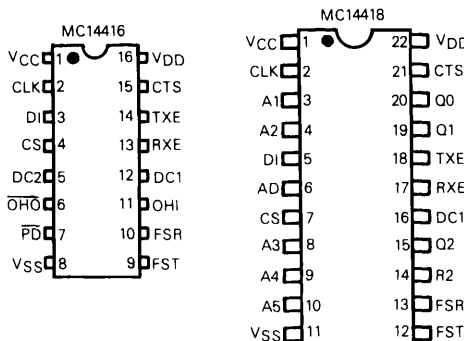 MC14416
VCC 1 16 VDD
CLK 2 15 CTS
DI 3 14 TXE
CS 4 13 RXE
DC2 5 12 DC1
OHO 6 11 OHI
PD 7 10 FSR
VSS 8 9 FST
MC14418
VCC 1 22 VDD
CLK 2 21 CTS
A1 3 20 Q0
A2 4 19 Q1
DI 5 18 TXE
AD 6 17 RXE
CS 7 16 DC1
A3 8 15 Q2
A4 9 14 R2
A5 10 13 FSR
VSS 11 12 FST